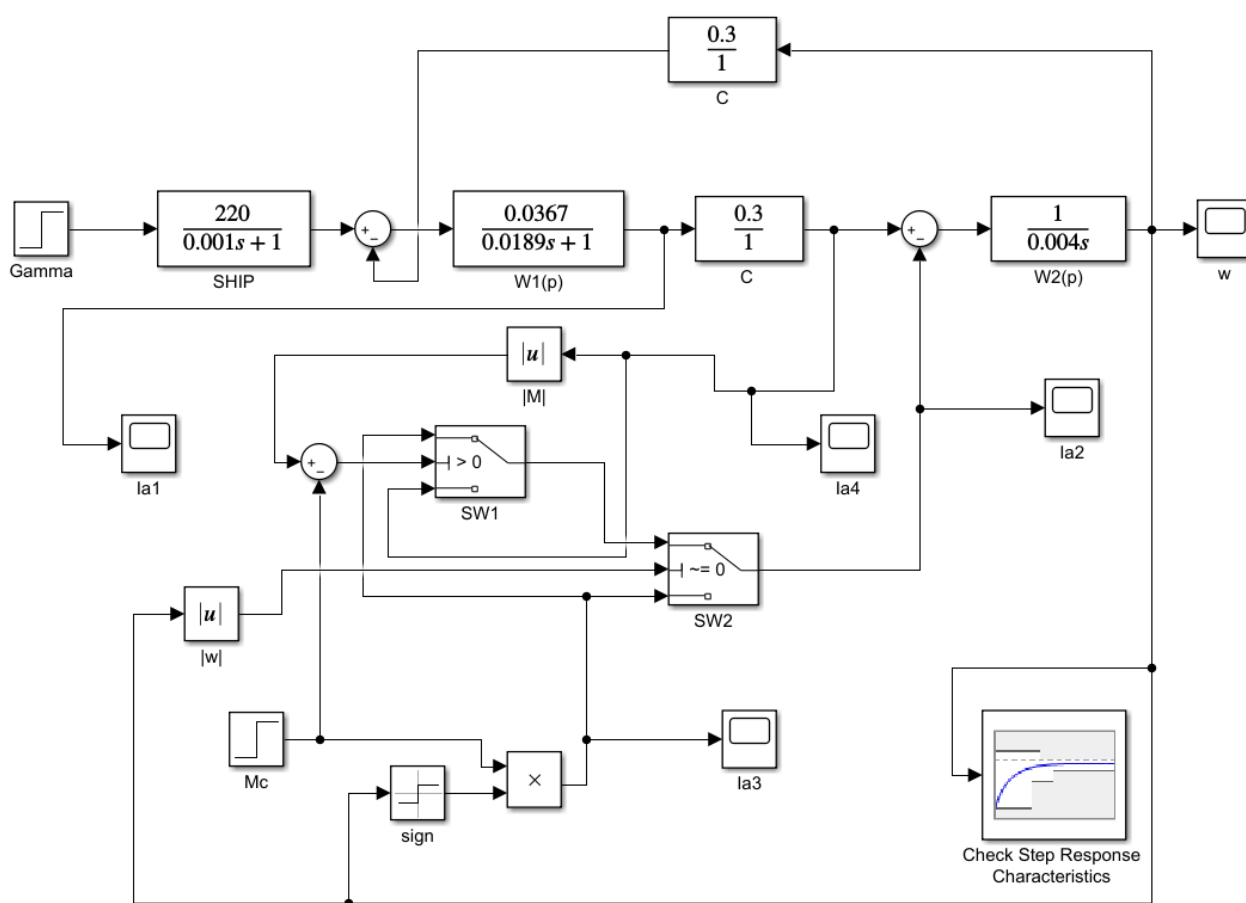 0.3
1
C
220
0.001s + 1
0.0367
0.0189s + 1
0.3
1
1
0.004s
Gamma
SHIP
W1(p)
C
W2(p)
w
+
−
+
−
|u|
|M|
Ia1
+
−
> 0
SW1
Ia4
Ia2
~= 0
SW2
|u|
|w|
Mc
×
Ia3
sign
Check Step Response
Characteristics